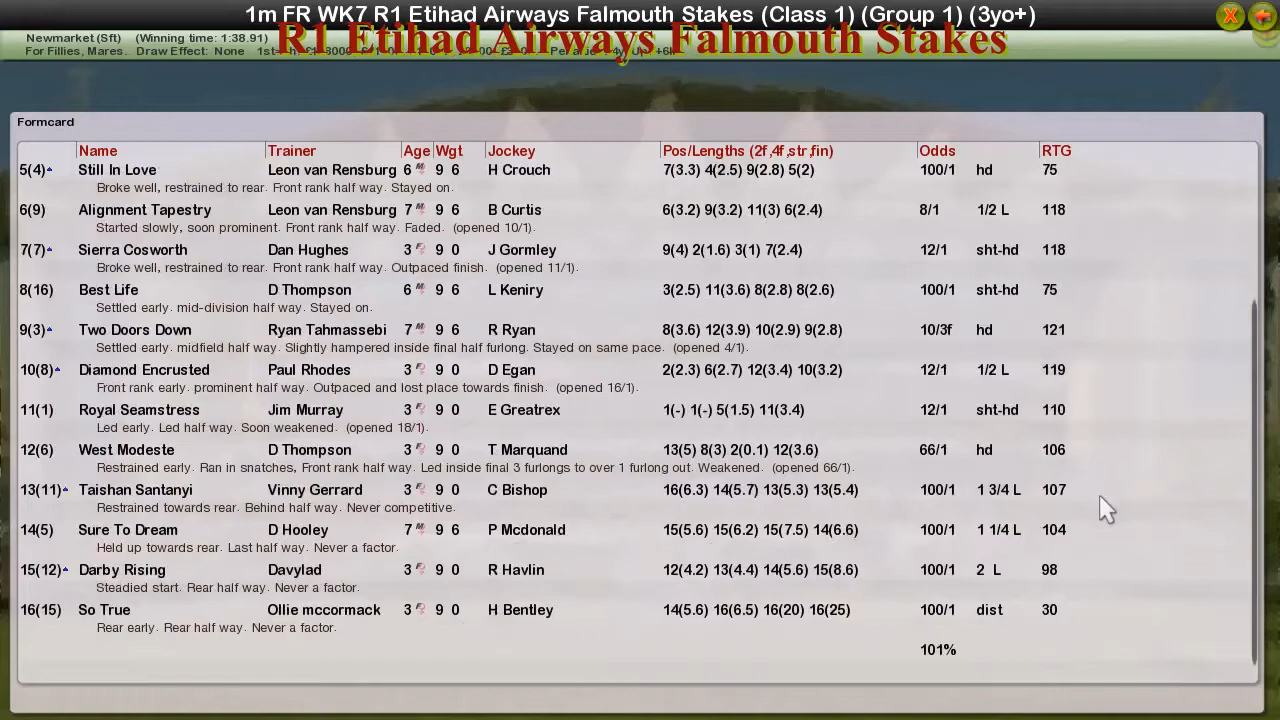 1m FR WK7 R1 Etihad Airways Falmouth Stakes (Class 1) (Group 1) (3yo+)
R1 Etihad Airways Falmouth Stakes
Newmarket (Sft) (Winning time: 1:38.91)
For Fillies, Mares. Draw Effect: None
Formcard
Name Trainer Age Wgt Jockey Pos/Lengths (2f,4f,str,fin) Odds RTG
5(4) Still In Love Leon van Rensburg 6 9 6 H Crouch 7(3.3) 4(2.5) 9(2.8) 5(2) 100/1 hd 75
Broke well, restrained to rear. Front rank half way. Stayed on.
6(9) Alignment Tapestry Leon van Rensburg 7 9 6 B Curtis 6(3.2) 9(3.2) 11(3) 6(2.4) 8/1 1/2 L 118
Started slowly, soon prominent. Front rank half way. Faded. (opened 10/1).
7(7) Sierra Cosworth Dan Hughes 3 9 0 J Gormley 9(4) 2(1.6) 3(1) 7(2.4) 12/1 sht-hd 118
Broke well, restrained to rear. Front rank half way. Outpaced finish. (opened 11/1).
8(16) Best Life D Thompson 6 9 6 L Keniry 3(2.5) 11(3.6) 8(2.8) 8(2.6) 100/1 sht-hd 75
Settled early. mid-division half way. Stayed on.
9(3) Two Doors Down Ryan Tahmassebi 7 9 6 R Ryan 8(3.6) 12(3.9) 10(2.9) 9(2.8) 10/3f hd 121
Settled early. midfield half way. Slightly hampered inside final half furlong. Stayed on same pace. (opened 4/1).
10(8) Diamond Encrusted Paul Rhodes 3 9 0 D Egan 2(2.3) 6(2.7) 12(3.4) 10(3.2) 12/1 1/2 L 119
Front rank early. prominent half way. Outpaced and lost place towards finish. (opened 16/1).
11(1) Royal Seamstress Jim Murray 3 9 0 E Greatrex 1(-) 1(-) 5(1.5) 11(3.4) 12/1 sht-hd 110
Led early. Led half way. Soon weakened. (opened 18/1).
12(6) West Modeste D Thompson 3 9 0 T Marquand 13(5) 8(3) 2(0.1) 12(3.6) 66/1 hd 106
Restrained early. Ran in snatches, Front rank half way. Led inside final 3 furlongs to over 1 furlong out. Weakened. (opened 66/1).
13(11) Taishan Santanyi Vinny Gerrard 3 9 0 C Bishop 16(6.3) 14(5.7) 13(5.3) 13(5.4) 100/1 1 3/4 L 107
Restrained towards rear. Behind half way. Never competitive.
14(5) Sure To Dream D Hooley 7 9 6 P Mcdonald 15(5.6) 15(6.2) 15(7.5) 14(6.6) 100/1 1 1/4 L 104
Held up towards rear. Last half way. Never a factor.
15(12) Darby Rising Davylad 3 9 0 R Havlin 12(4.2) 13(4.4) 14(5.6) 15(8.6) 100/1 2 L 98
Steadied start. Rear half way. Never a factor.
16(15) So True Ollie mccormack 3 9 0 H Bentley 14(5.6) 16(6.5) 16(20) 16(25) 100/1 dist 30
Rear early. Rear half way. Never a factor.
101%